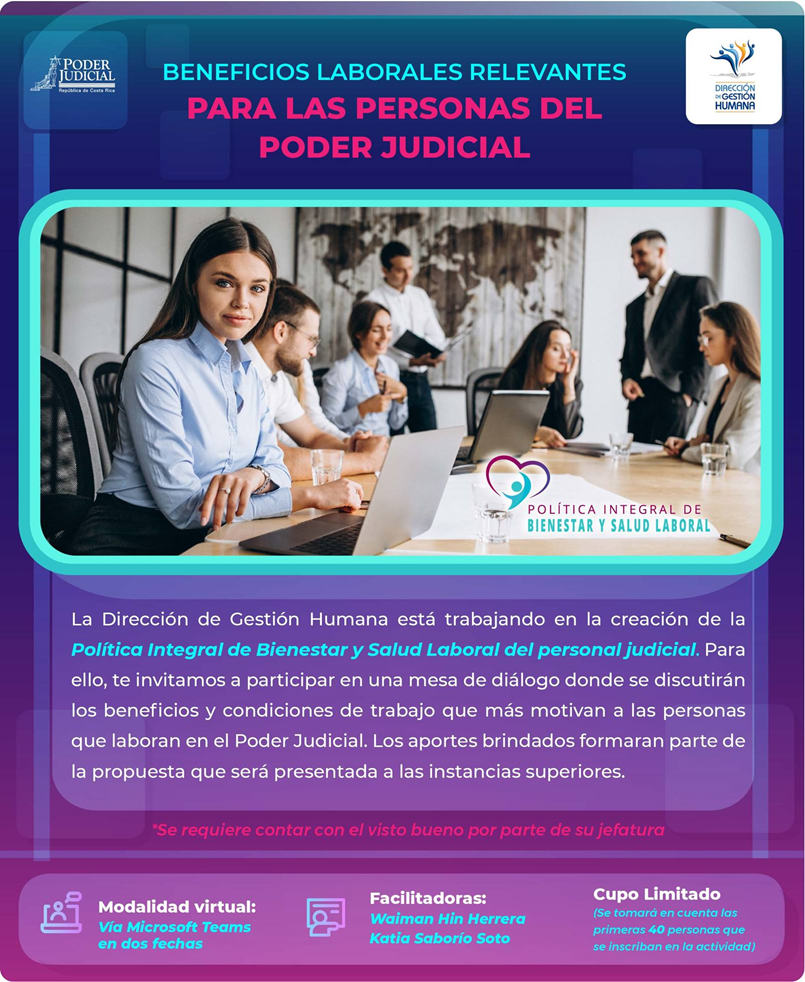 PODER
JUDICIAL
República de Costa Rica
BENEFICIOS LABORALES RELEVANTES
PARA LAS PERSONAS DEL
PODER JUDICIAL
DIRECCIÓN
DE GESTIÓN
HUMANA
POLÍTICA INTEGRAL DE
BIENESTAR Y SALUD LABORAL
La Dirección de Gestión Humana está trabajando en la creación de la
Política Integral de Bienestar y Salud Laboral del personal judicial. Para
ello, te invitamos a participar en una mesa de diálogo donde se discutirán
los beneficios y condiciones de trabajo que más motivan a las personas
que laboran en el Poder Judicial. Los aportes brindados formaran parte de
la propuesta que será presentada a las instancias superiores.
*Se requiere contar con el visto bueno por parte de su jefatura
Modalidad virtual:
Vía Microsoft Teams
en dos fechas
Facilitadoras:
Waiman Hin Herrera
Katia Saborío Soto
Cupo Limitado
(Se tomará en cuenta las
primeras 40 personas que
se inscriban en la actividad)